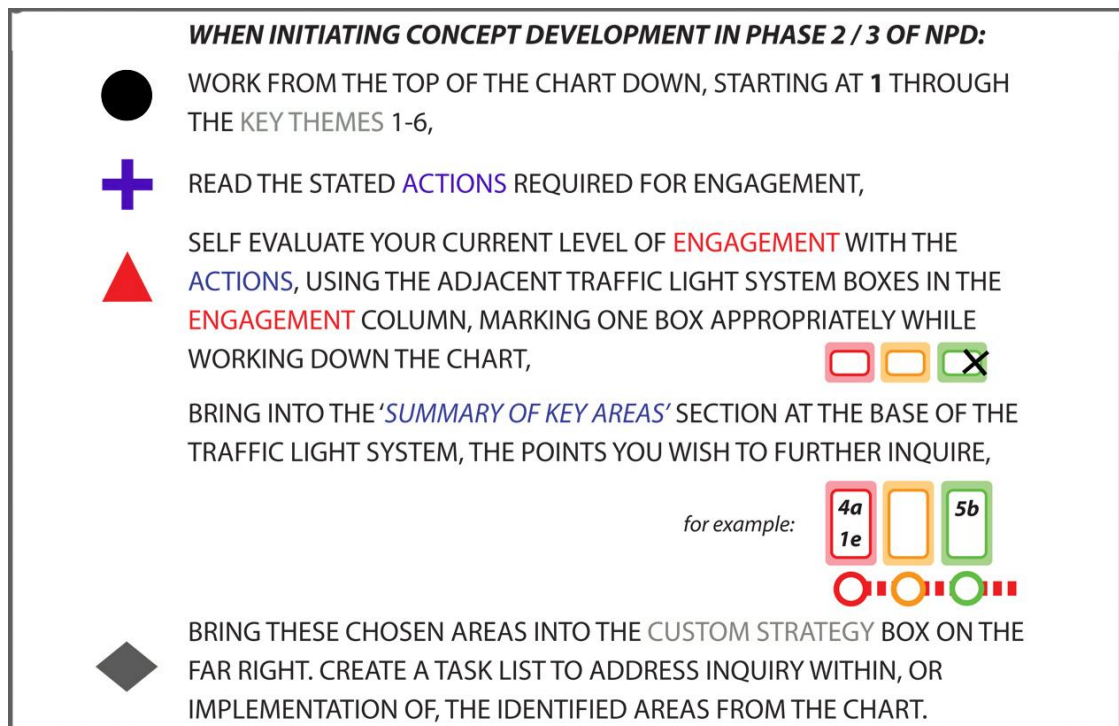 WHEN INITIATING CONCEPT DEVELOPMENT IN PHASE 2 / 3 OF NPD:
WORK FROM THE TOP OF THE CHART DOWN, STARTING AT 1 THROUGH
THE KEY THEMES 1-6,
READ THE STATED ACTIONS REQUIRED FOR ENGAGEMENT,
SELF EVALUATE YOUR CURRENT LEVEL OF ENGAGEMENT WITH THE
ACTIONS, USING THE ADJACENT TRAFFIC LIGHT SYSTEM BOXES IN THE
ENGAGEMENT COLUMN, MARKING ONE BOX APPROPRIATELY WHILE
WORKING DOWN THE CHART,
BRING INTO THE ‘SUMMARY OF KEY AREAS’ SECTION AT THE BASE OF THE
TRAFFIC LIGHT SYSTEM, THE POINTS YOU WISH TO FURTHER INQUIRE,
for example:
4a
1e
5b
BRING THESE CHOSEN AREAS INTO THE CUSTOM STRATEGY BOX ON THE
FAR RIGHT. CREATE A TASK LIST TO ADDRESS INQUIRY WITHIN, OR
IMPLEMENTATION OF, THE IDENTIFIED AREAS FROM THE CHART.